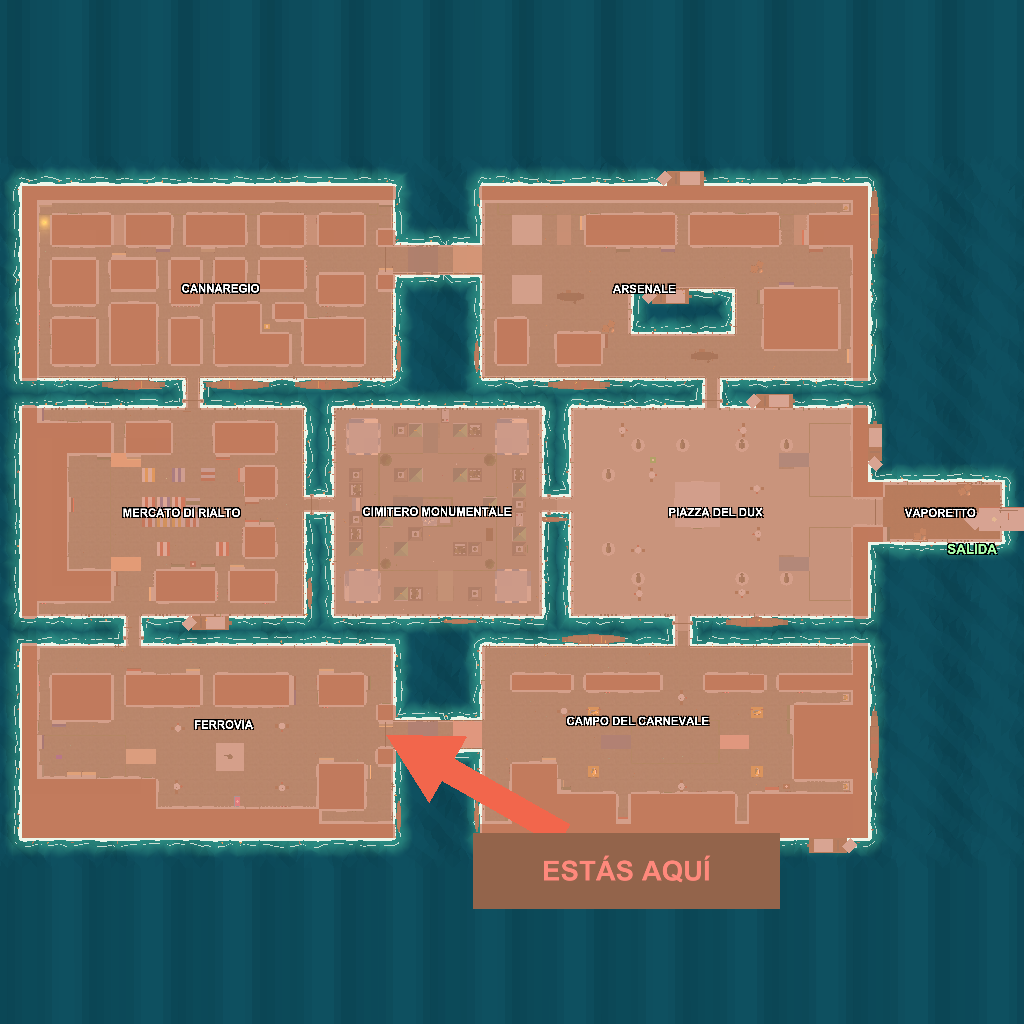 CANNAREGIO
ARSENALE
MERCATO DI RIALTO
CIMITERO MONUMENTALE
PIAZZA DEL DUX
VAPORETTO
SALIDA
FERROVIA
CAMPO DEL CARNEVALE
ESTÁS AQUÍ